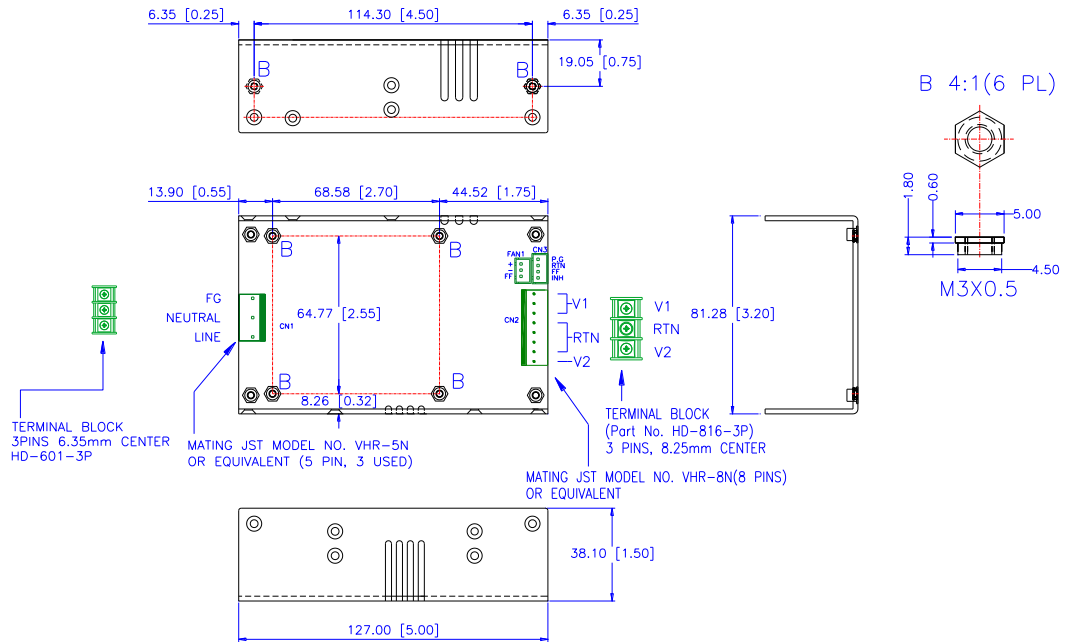 6.35 [0.25]
114.30 [4.50]
6.35 [0.25]
19.05 [0.75]
B
B
B 4:1(6 PL)
1.80
0.60
5.00
4.50
M3X0.5
13.90 [0.55]
68.58 [2.70]
44.52 [1.75]
B
B
FAN1
+
-
FF
CN3
P.G
RTN
FF
INH
FG
NEUTRAL
LINE
CN1
64.77 [2.55]
CN2
V1
RTN
V2
V1
RTN
V2
81.28 [3.20]
B
B
8.26 [0.32]
TERMINAL BLOCK
3PINS 6.35mm CENTER
HD-601-3P
MATING JST MODEL NO. VHR-5N
OR EQUIVALENT (5 PIN, 3 USED)
TERMINAL BLOCK
(Part No. HD-816-3P)
3 PINS, 8.25mm CENTER
MATING JST MODEL NO. VHR-8N(8 PINS)
OR EQUIVALENT
38.10 [1.50]
127.00 [5.00]